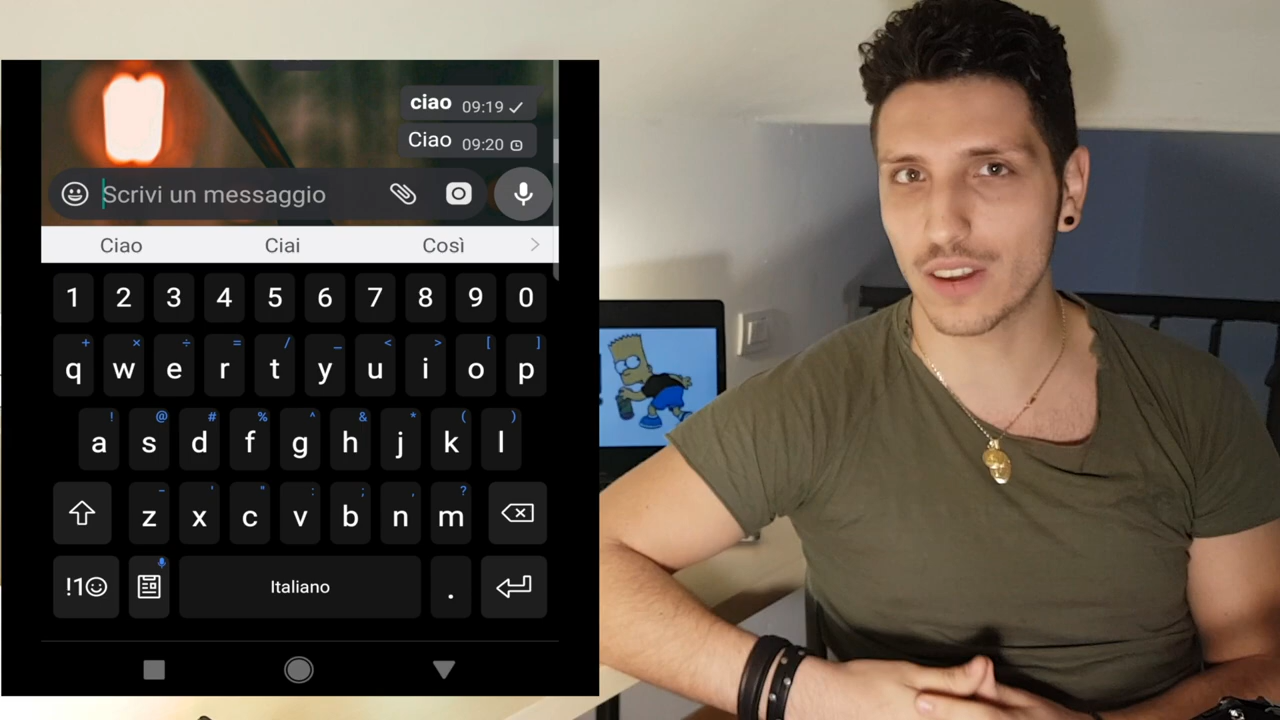 ciao 09:19
Ciao 09:20
Scrivi un messaggio
Ciao Ciai Così
1 2 3 4 5 6 7 8 9 0
+ × ÷ = / _ < > [ ]
q w e r t y u i o p
! @ # % ^ & * ( )
a s d f g h j k l
- ' " : ; , ?
z x c v b n m
!1 Italiano .